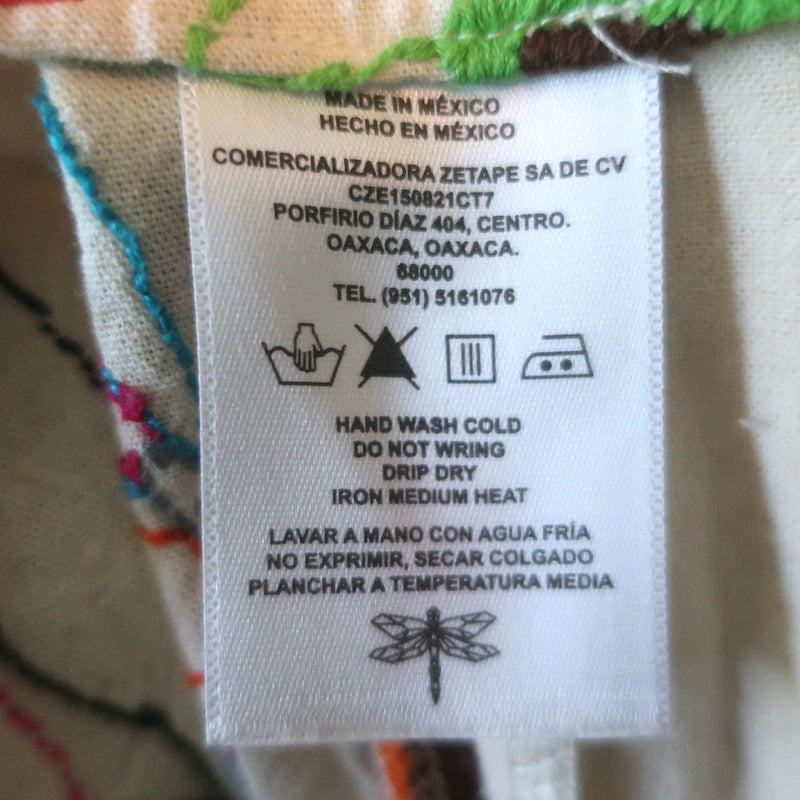 MADE IN MÉXICO
HECHO EN MÉXICO
COMERCIALIZADORA ZETAPE SA DE CV
CZE150821CT7
PORFIRIO DÍAZ 404, CENTRO.
OAXACA, OAXACA.
68000
TEL. (951) 5161076
HAND WASH COLD
DO NOT WRING
DRIP DRY
IRON MEDIUM HEAT
LAVAR A MANO CON AGUA FRÍA
NO EXPRIMIR, SECAR COLGADO
PLANCHAR A TEMPERATURA MEDIA